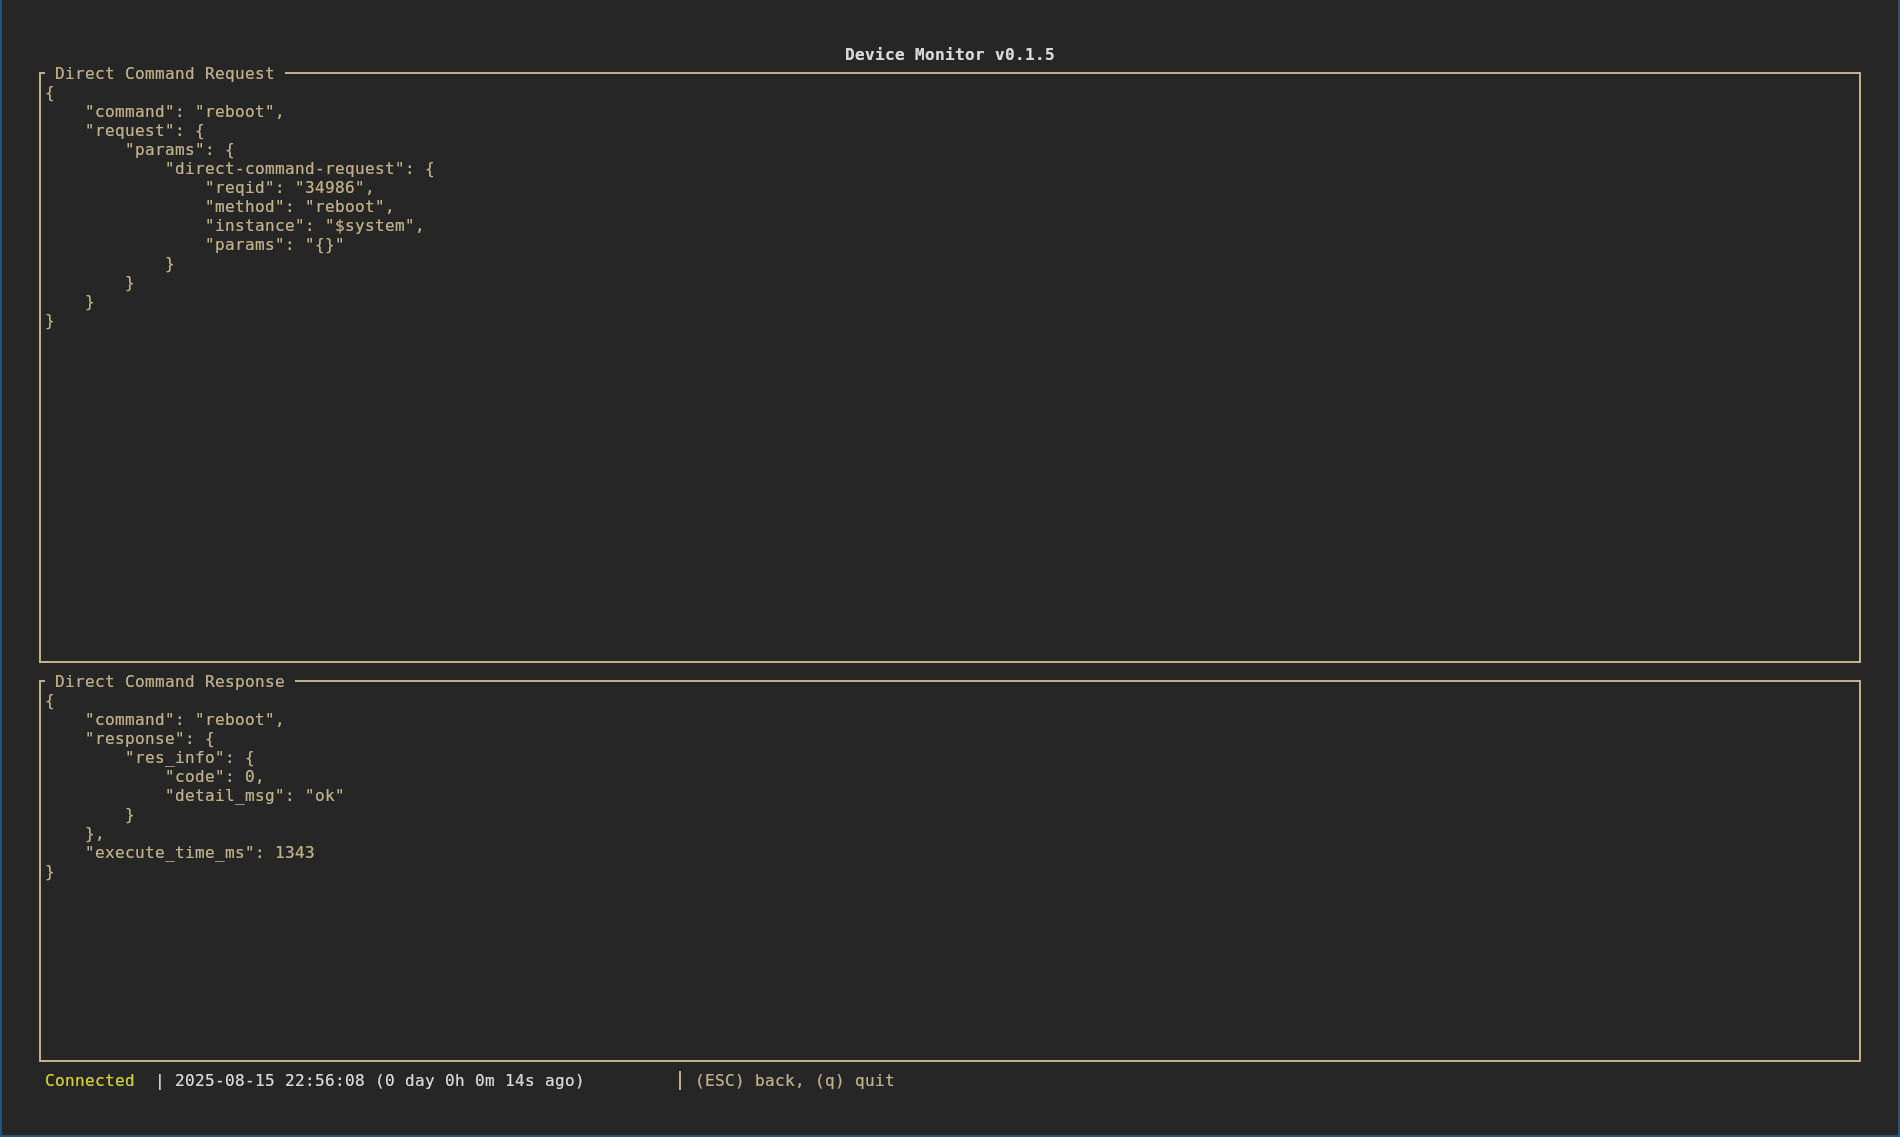 Device Monitor v0.1.5
Direct Command Request
{
    "command": "reboot",
    "request": {
        "params": {
            "direct-command-request": {
                "reqid": "34986",
                "method": "reboot",
                "instance": "$system",
                "params": "{}"
            }
        }
    }
}
Direct Command Response
{
    "command": "reboot",
    "response": {
        "res_info": {
            "code": 0,
            "detail_msg": "ok"
        }
    },
    "execute_time_ms": 1343
}
Connected  | 2025-08-15 22:56:08 (0 day 0h 0m 14s ago) │ (ESC) back, (q) quit